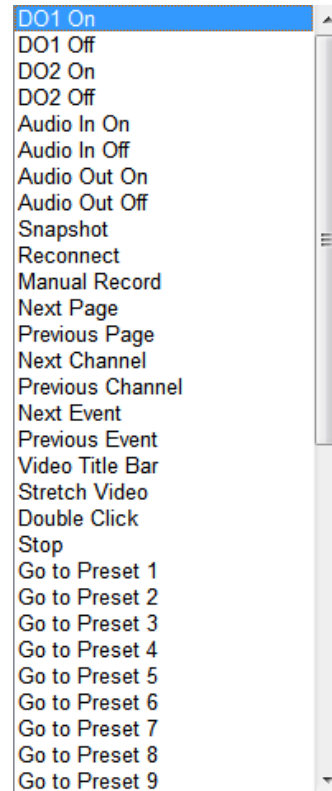 DO1 On
DO1 Off
DO2 On
DO2 Off
Audio In On
Audio In Off
Audio Out On
Audio Out Off
Snapshot
Reconnect
Manual Record
Next Page
Previous Page
Next Channel
Previous Channel
Next Event
Previous Event
Video Title Bar
Stretch Video
Double Click
Stop
Go to Preset 1
Go to Preset 2
Go to Preset 3
Go to Preset 4
Go to Preset 5
Go to Preset 6
Go to Preset 7
Go to Preset 8
Go to Preset 9